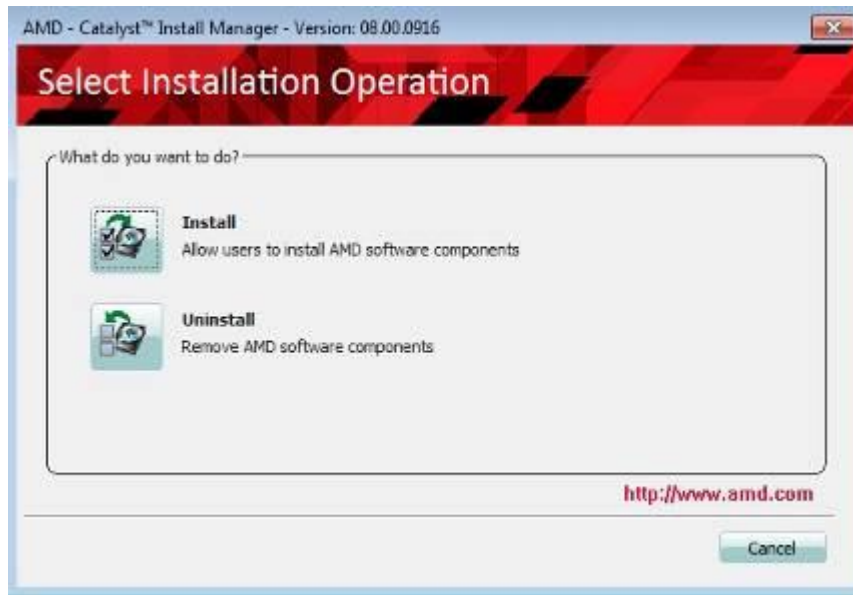 AMD - Catalyst™ Install Manager - Version: 08.00.0916
Select Installation Operation
What do you want to do?
Install
Allow users to install AMD software components
Uninstall
Remove AMD software components
http://www.amd.com
Cancel